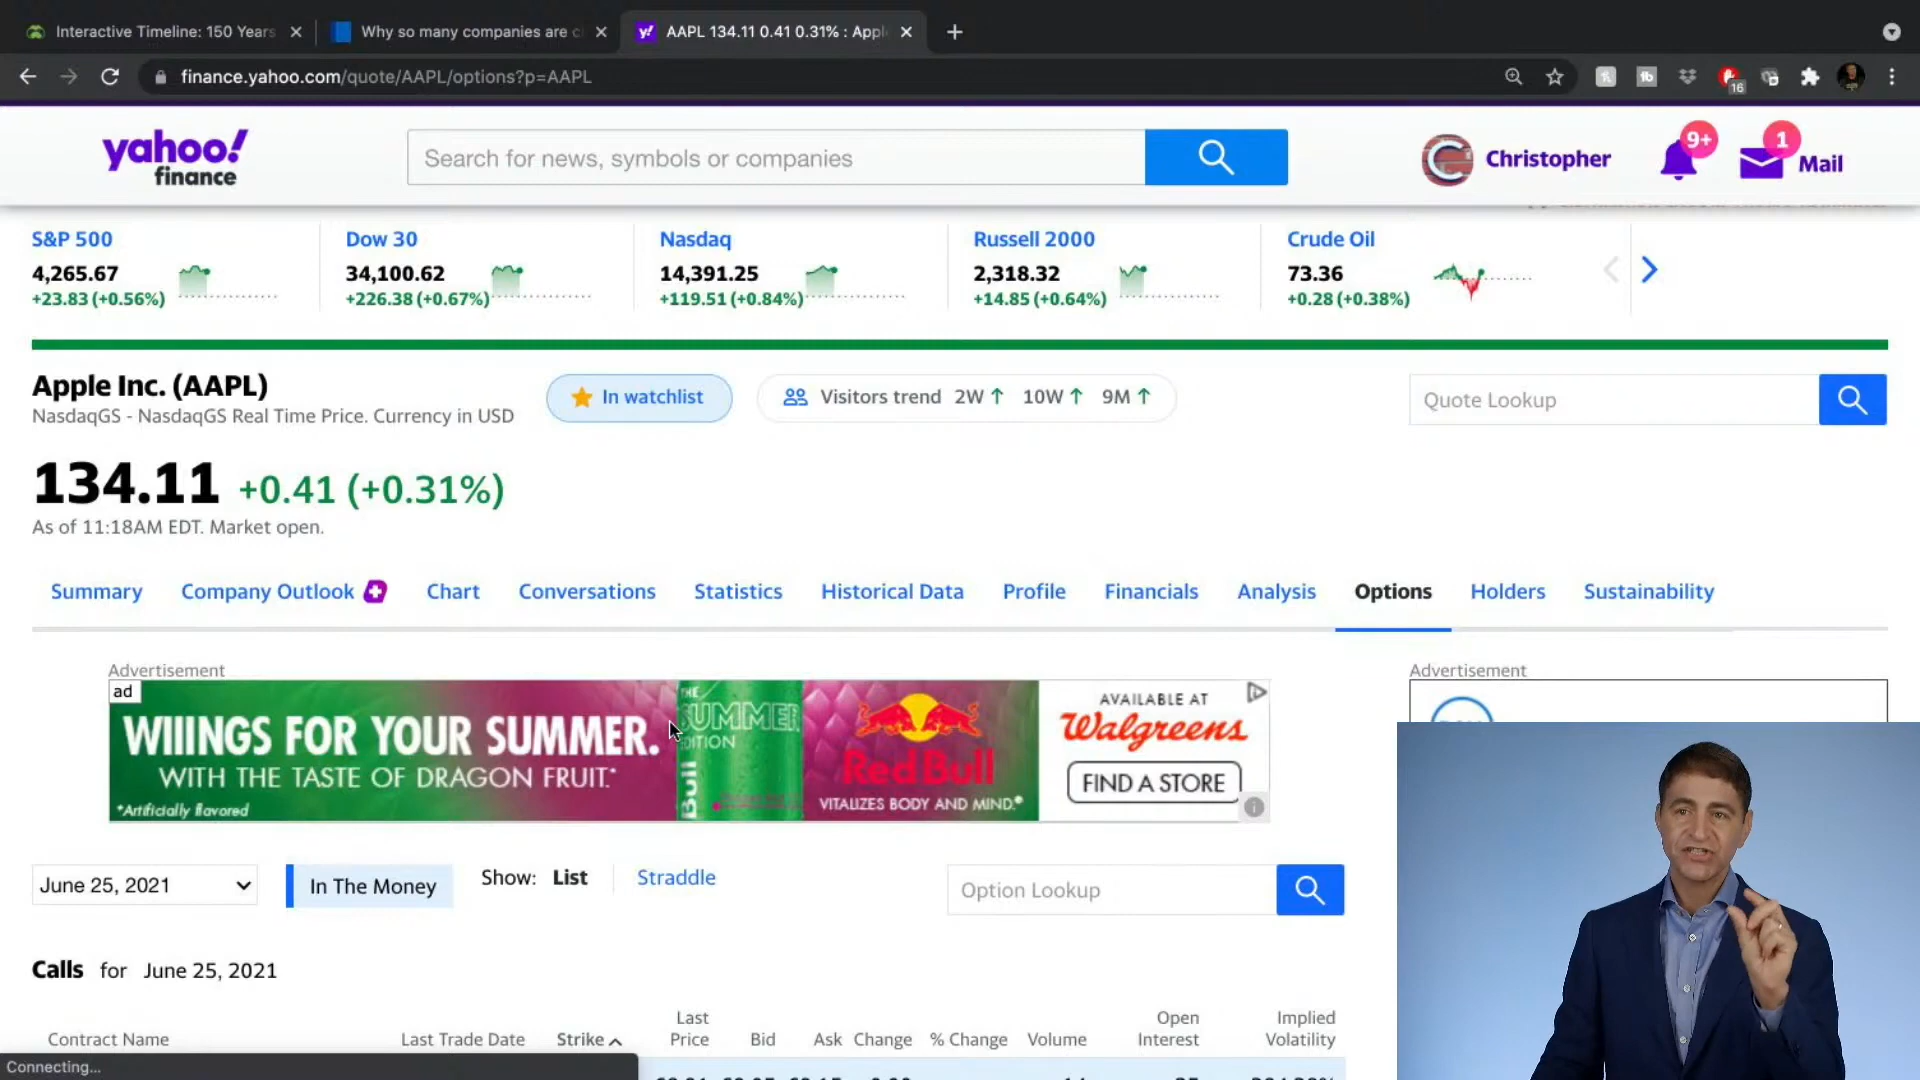 Interactive Timeline: 150 Years
Why so many companies are c
AAPL 134.11 0.41 0.31% : Appl
finance.yahoo.com/quote/AAPL/options?p=AAPL
16
yahoo!
finance
Search for news, symbols or companies
C
Christopher
9+
1
Mail
S&P 500
4,265.67
+23.83 (+0.56%)
Dow 30
34,100.62
+226.38 (+0.67%)
Nasdaq
14,391.25
+119.51 (+0.84%)
Russell 2000
2,318.32
+14.85 (+0.64%)
Crude Oil
73.36
+0.28 (+0.38%)
Apple Inc. (AAPL)
NasdaqGS - NasdaqGS Real Time Price. Currency in USD
In watchlist
Visitors trend 2W ↑ 10W ↑ 9M ↑
Quote Lookup
134.11 +0.41 (+0.31%)
As of 11:18AM EDT. Market open.
Summary Company Outlook Chart Conversations Statistics Historical Data Profile Financials Analysis Options Holders Sustainability
Advertisement
ad
WIIINGS FOR YOUR SUMMER.
WITH THE TASTE OF DRAGON FRUIT.*
*Artificially flavored
THE
SUMMER
EDITION
Bull
Red Bull
VITALIZES BODY AND MIND.®
AVAILABLE AT
Walgreens
FIND A STORE
Advertisement
June 25, 2021
In The Money
Show: List
Straddle
Option Lookup
Calls for June 25, 2021
Contract Name Last Trade Date Strike Last Price Bid Ask Change % Change Volume Open Interest Implied Volatility
Connecting...